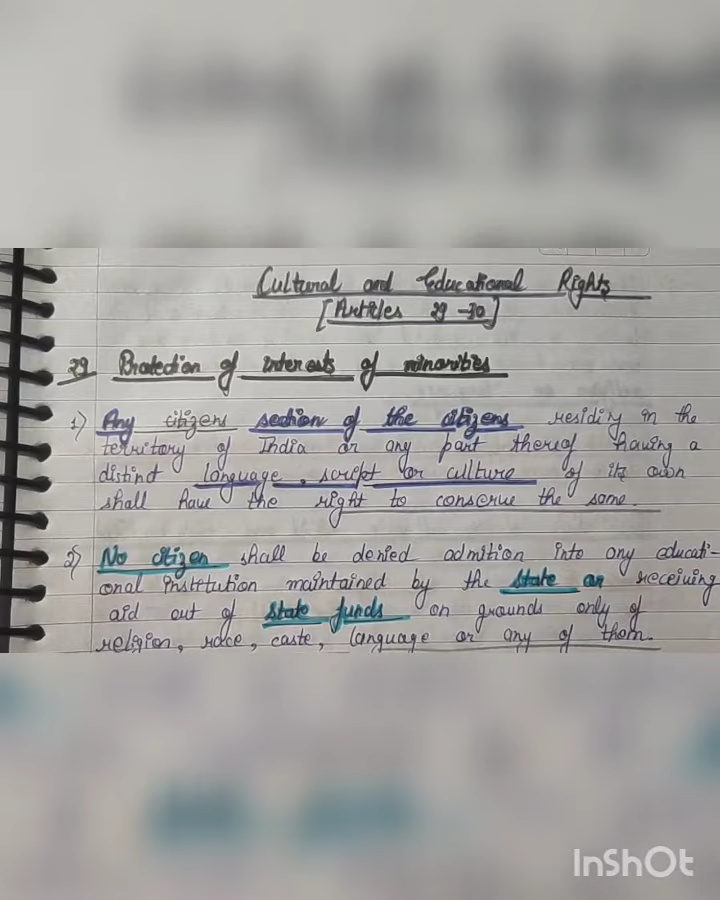 Cultural and Educational Rights
[Articles 29-30]
29 Protection of interests of minorities
1) Any citizens section of the citizens residing in the
territory of India or any part thereof having a
distinct language, script or culture of its own
shall have the right to conserve the same.
2) No citizen shall be denied admition into any educati-
onal institution maintained by the state or receiving
aid out of state funds on grounds only of
religion, race, caste, language or any of them.
InShOt